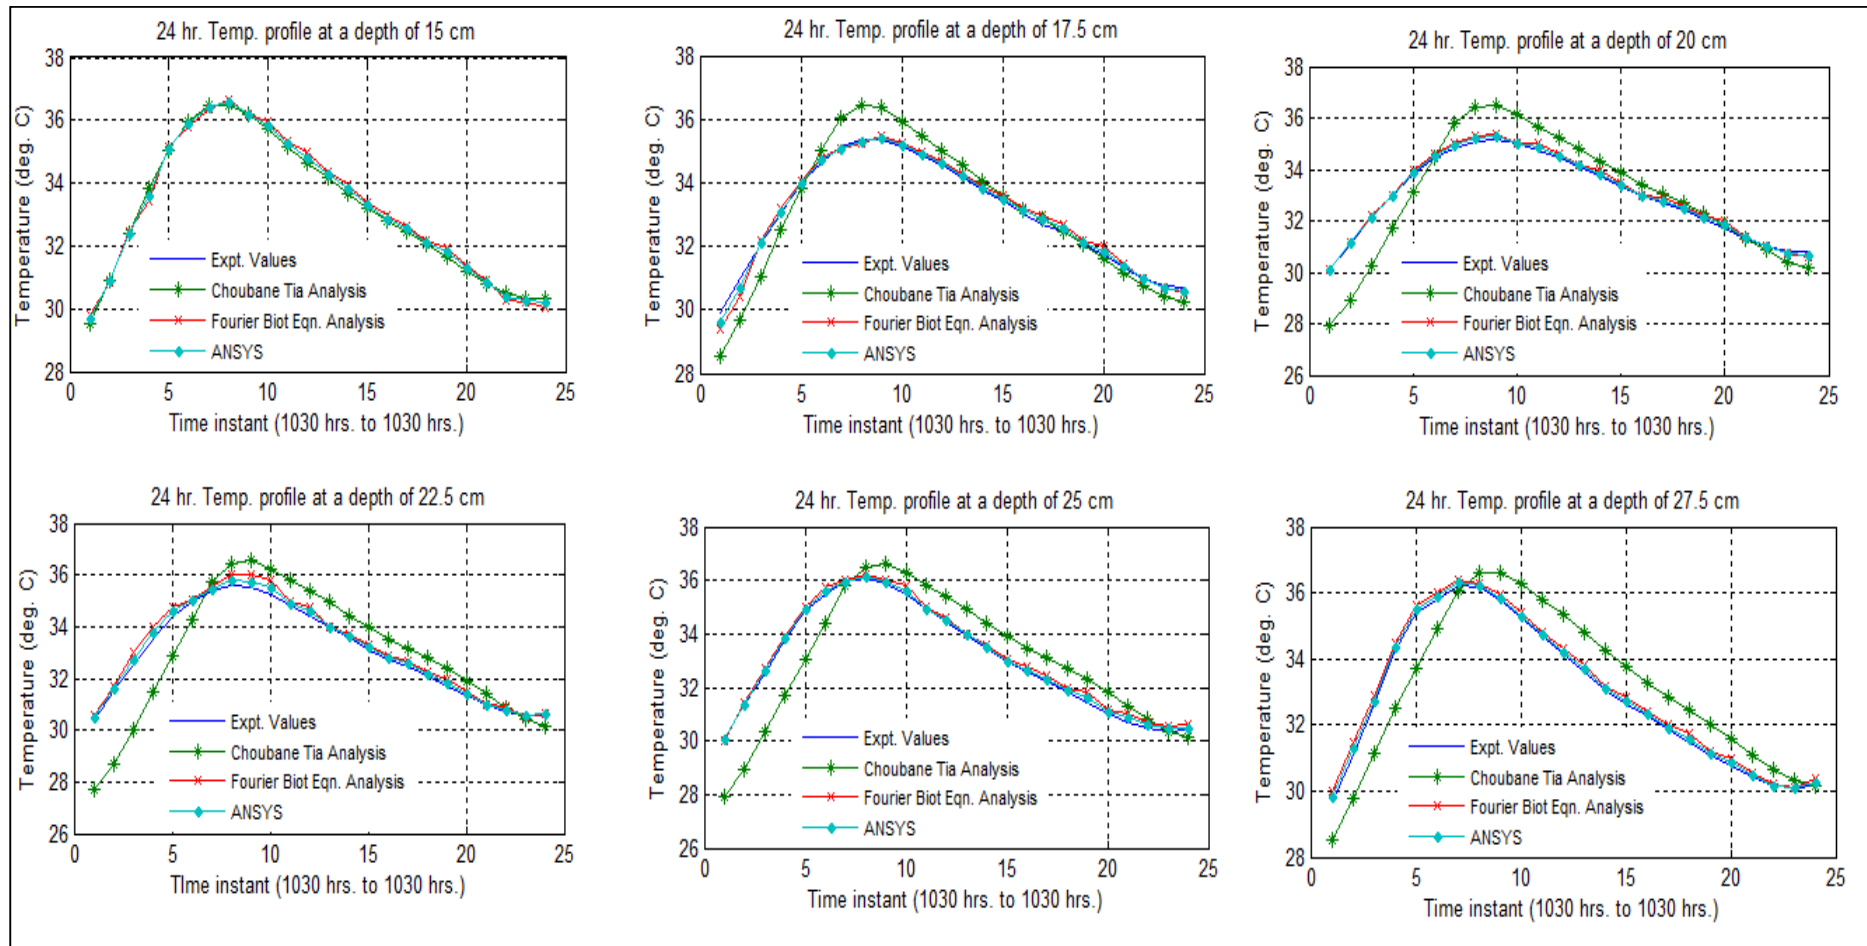 24 hr. Temp. profile at a depth of 15 cm
38
36
34
32
30
28
0
5
10
15
20
25
Temperature (deg. C)
Time instant (1030 hrs. to 1030 hrs.)
Expt. Values
Choubane Tia Analysis
Fourier Biot Eqn. Analysis
ANSYS
24 hr. Temp. profile at a depth of 17.5 cm
38
36
34
32
30
28
0
5
10
15
20
25
Temperature (deg. C)
Time instant (1030 hrs. to 1030 hrs.)
Expt. Values
Choubane Tia Analysis
Fourier Biot Eqn. Analysis
ANSYS
24 hr. Temp. profile at a depth of 20 cm
38
36
34
32
30
28
26
0
5
10
15
20
25
Temperature (deg. C)
Time instant (1030 hrs. to 1030 hrs.)
Expt. Values
Choubane Tia Analysis
Fourier Biot Eqn. Analysis
ANSYS
24 hr. Temp. profile at a depth of 22.5 cm
38
36
34
32
30
28
26
0
5
10
15
20
25
Temperature (deg. C)
TIme instant (1030 hrs. to 1030 hrs.)
Expt. Values
Choubane Tia Analysis
Fourier Biot Eqn. Analysis
ANSYS
24 hr. Temp. profile at a depth of 25 cm
38
36
34
32
30
28
26
0
5
10
15
20
25
Temperature (deg. C)
Time instant (1030 hrs. to 1030 hrs.)
Expt. Values
Choubane Tia Analysis
Fourier Biot Eqn. Analysis
ANSYS
24 hr. Temp. profile at a depth of 27.5 cm
38
36
34
32
30
28
0
5
10
15
20
25
Temperature (deg. C)
Time instant (1030 hrs. to 1030 hrs.)
Expt. Values
Choubane Tia Analysis
Fourier Biot Eqn. Analysis
ANSYS